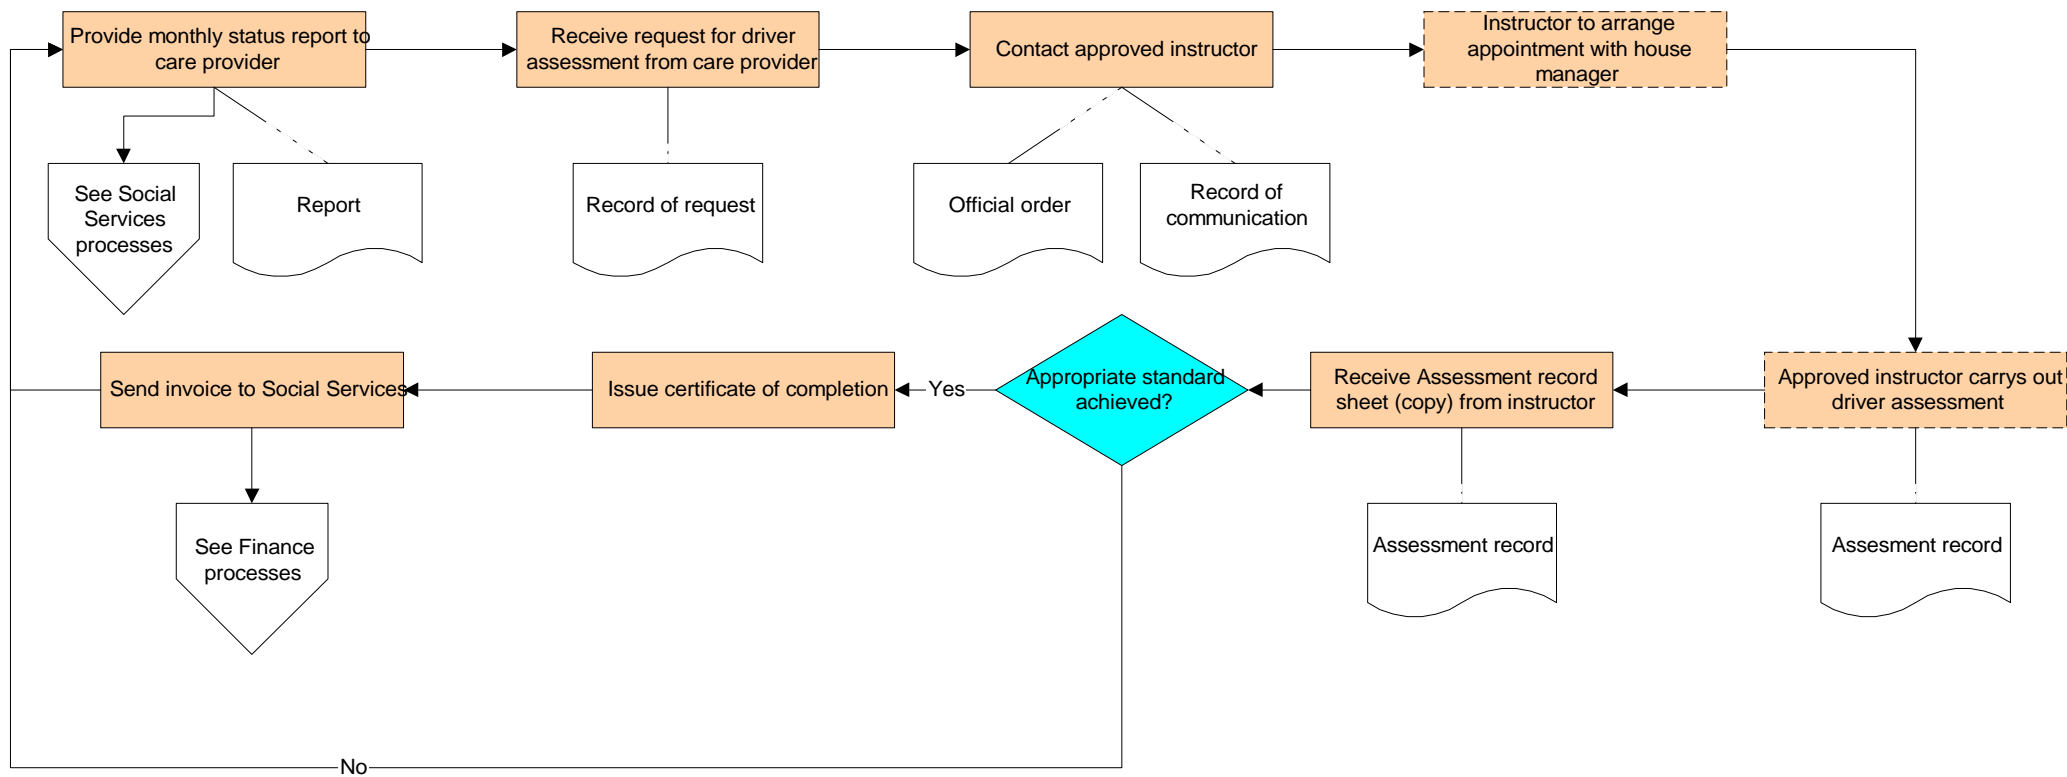 Provide monthly status report to
care provider
Receive request for driver
assessment from care provider
Contact approved instructor
Instructor to arrange
appointment with house
manager
See Social
Services
processes
Report
Record of request
Official order
Record of
communication
Send invoice to Social Services
Issue certificate of completion
Yes
Appropriate standard
achieved?
Receive Assessment record
sheet (copy) from instructor
Approved instructor carrys out
driver assessment
See Finance
processes
Assessment record
Assesment record
No